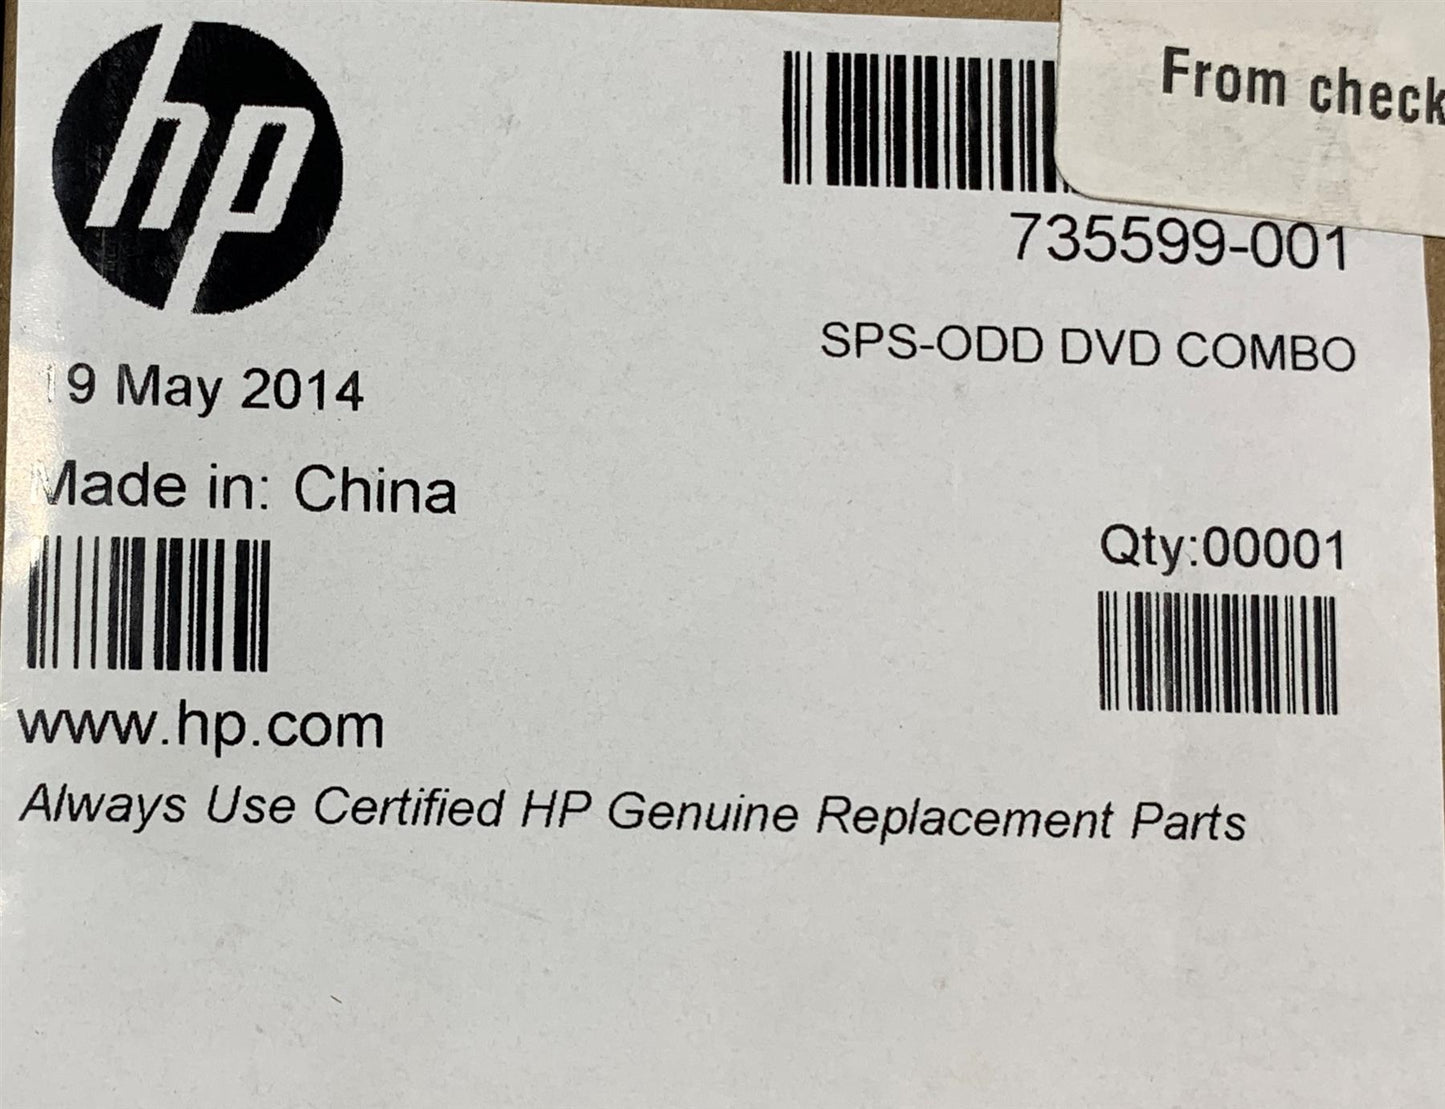 hp
From check
735599-001
SPS-ODD DVD COMBO
19 May 2014
Made in: China
Qty:00001
www.hp.com
Always Use Certified HP Genuine Replacement Parts